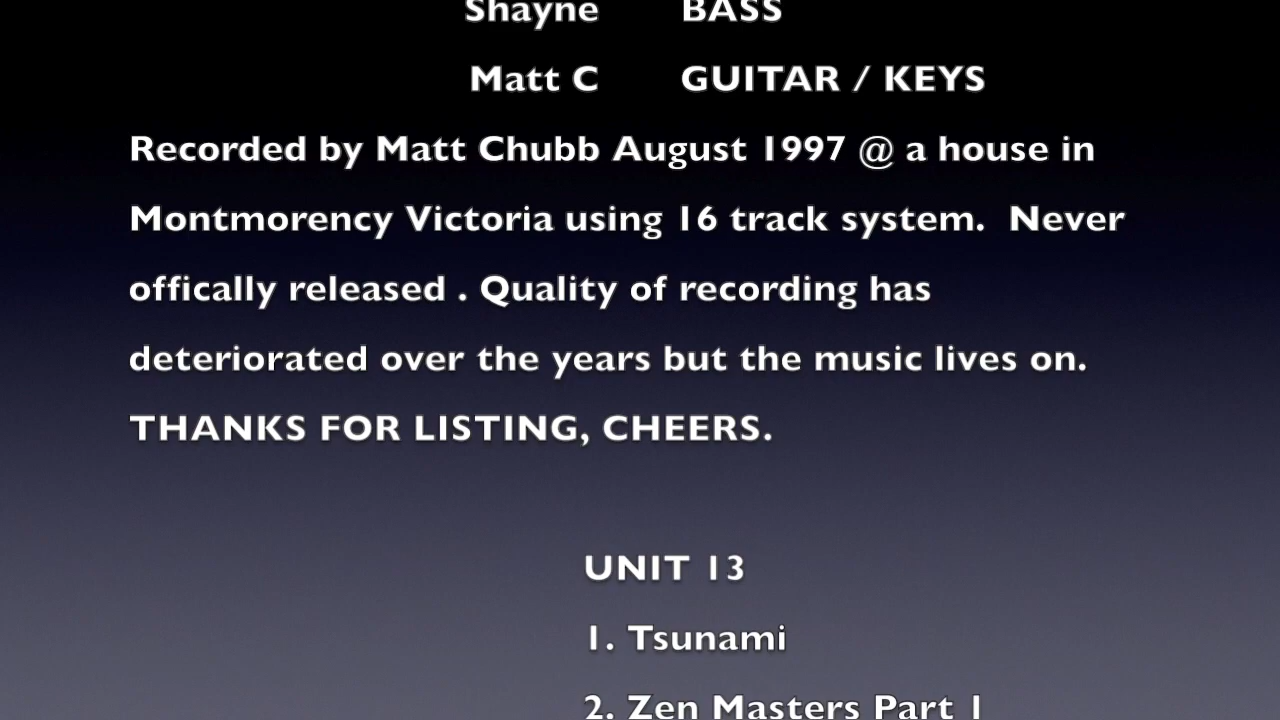 Shayne BASS
Matt C GUITAR / KEYS
Recorded by Matt Chubb August 1997 @ a house in
Montmorency Victoria using 16 track system.  Never
offically released . Quality of recording has
deteriorated over the years but the music lives on.
THANKS FOR LISTING, CHEERS.
UNIT 13
1. Tsunami
2. Zen Masters Part 1